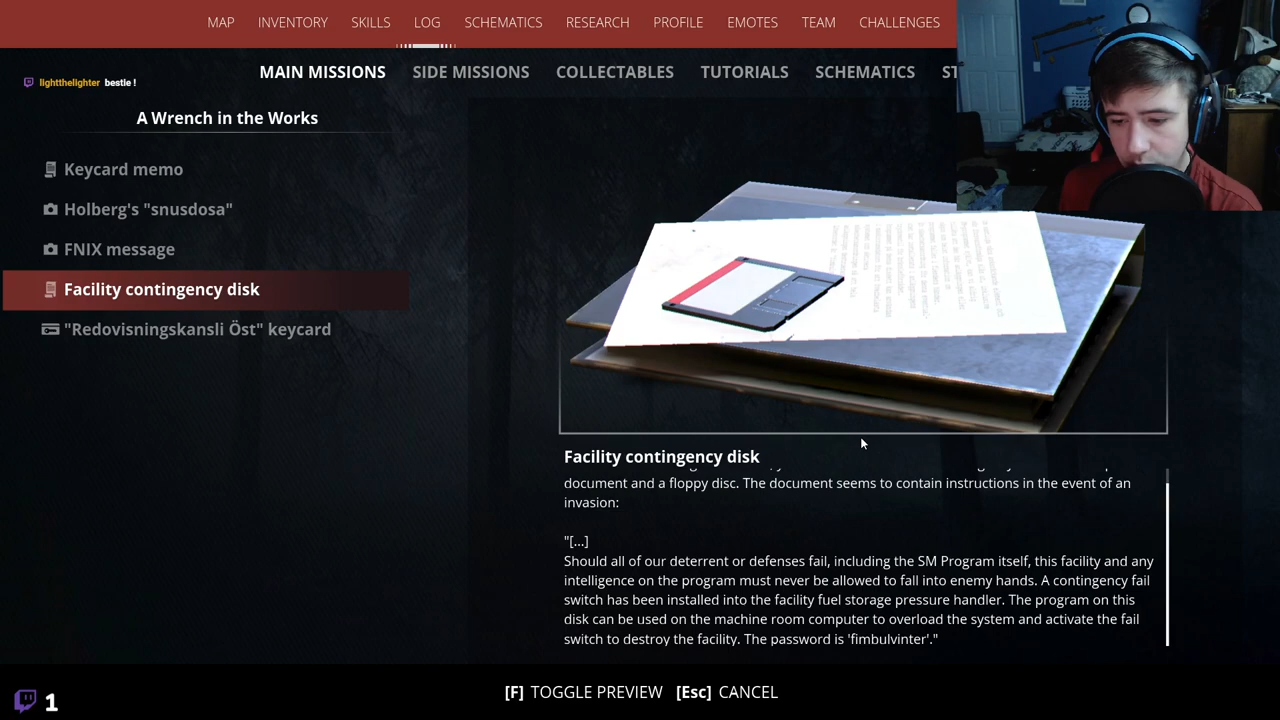 MAP INVENTORY SKILLS LOG SCHEMATICS RESEARCH PROFILE EMOTES TEAM CHALLENGES
MAIN MISSIONS SIDE MISSIONS COLLECTABLES TUTORIALS SCHEMATICS ST
lightthelighter bestie !
A Wrench in the Works
Keycard memo
Holberg's "snusdosa"
FNIX message
Facility contingency disk
"Redovisningskansli Öst" keycard
Facility contingency disk
document and a floppy disc. The document seems to contain instructions in the event of an
invasion:
"[...]
Should all of our deterrent or defenses fail, including the SM Program itself, this facility and any
intelligence on the program must never be allowed to fall into enemy hands. A contingency fail
switch has been installed into the facility fuel storage pressure handler. The program on this
disk can be used on the machine room computer to overload the system and activate the fail
switch to destroy the facility. The password is 'fimbulvinter'."
1
[F] TOGGLE PREVIEW [Esc] CANCEL